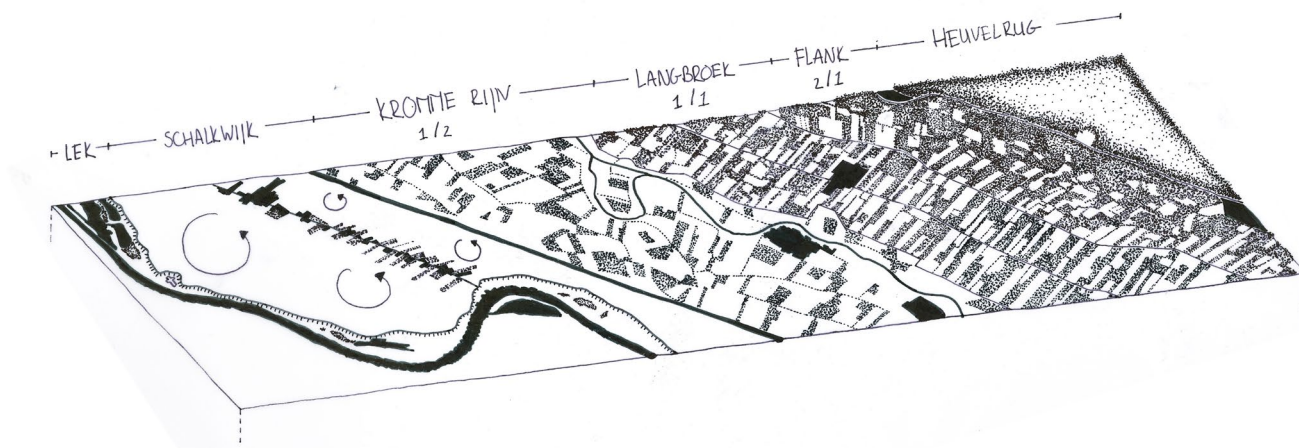 LEK
SCHALKWIJK
KROMME RIJN
1/2
LANGBROEK
1/1
FLANK
2/1
HEUVELRUG